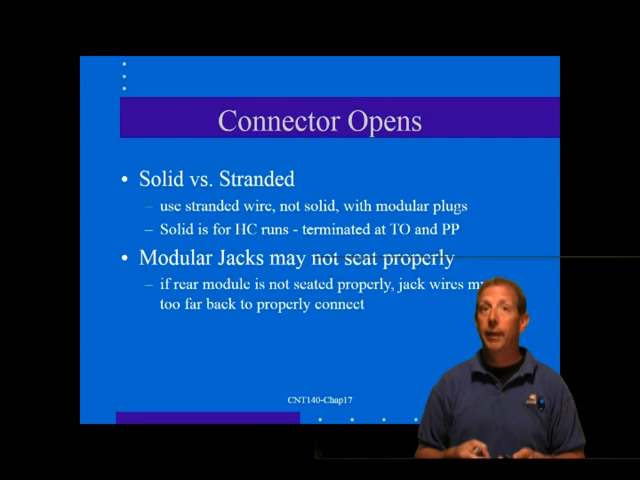 Connector Opens
• Solid vs. Stranded
– use stranded wire, not solid, with modular plugs
– Solid is for HC runs - terminated at TO and PP
• Modular Jacks may not seat properly
– if rear module is not seated properly, jack wires
too far back to properly connect
CNT140-Chap17